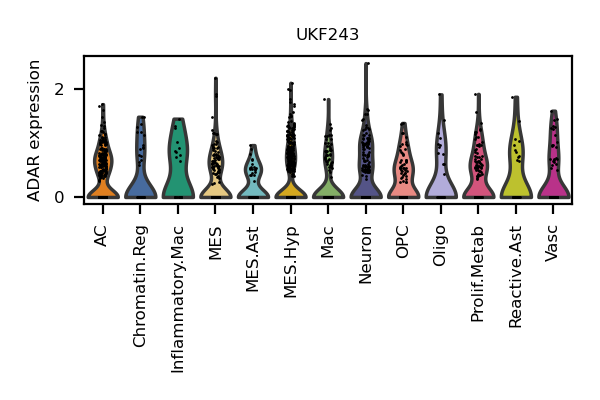 UKF243
ADAR expression
2
0
AC
Chromatin.Reg
Inflammatory.Mac
MES
MES.Ast
MES.Hyp
Mac
Neuron
OPC
Oligo
Prolif.Metab
Reactive.Ast
Vasc